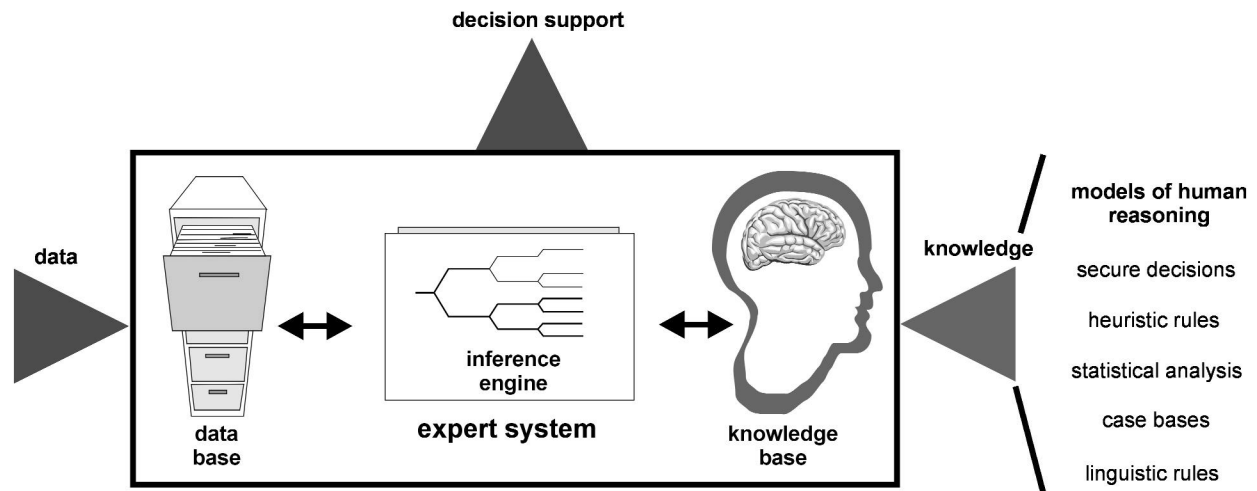 decision support
data
data
base
inference
engine
expert system
knowledge
base
knowledge
models of human
reasoning
secure decisions
heuristic rules
statistical analysis
case bases
linguistic rules